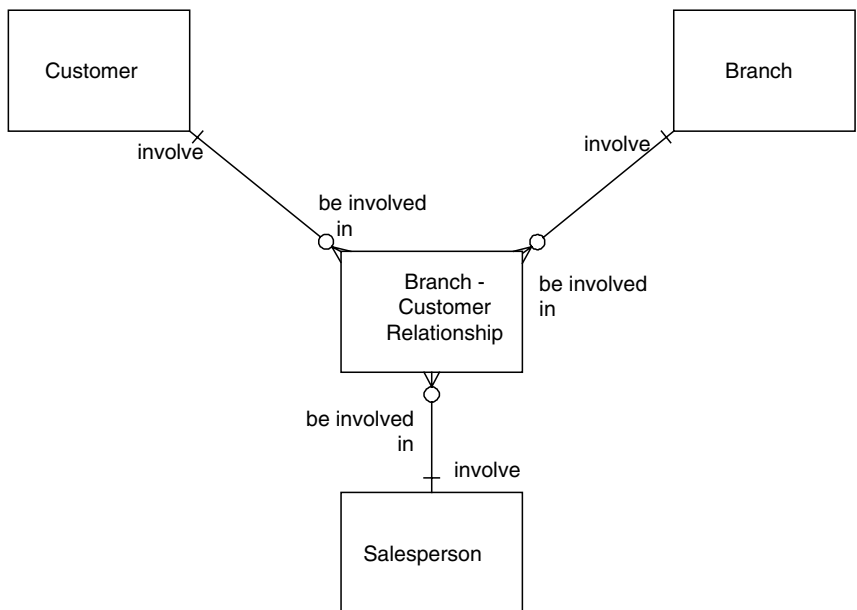 Customer
Branch
involve
involve
be involved
in
be involved
in
Branch -
Customer
Relationship
be involved
in
involve
Salesperson